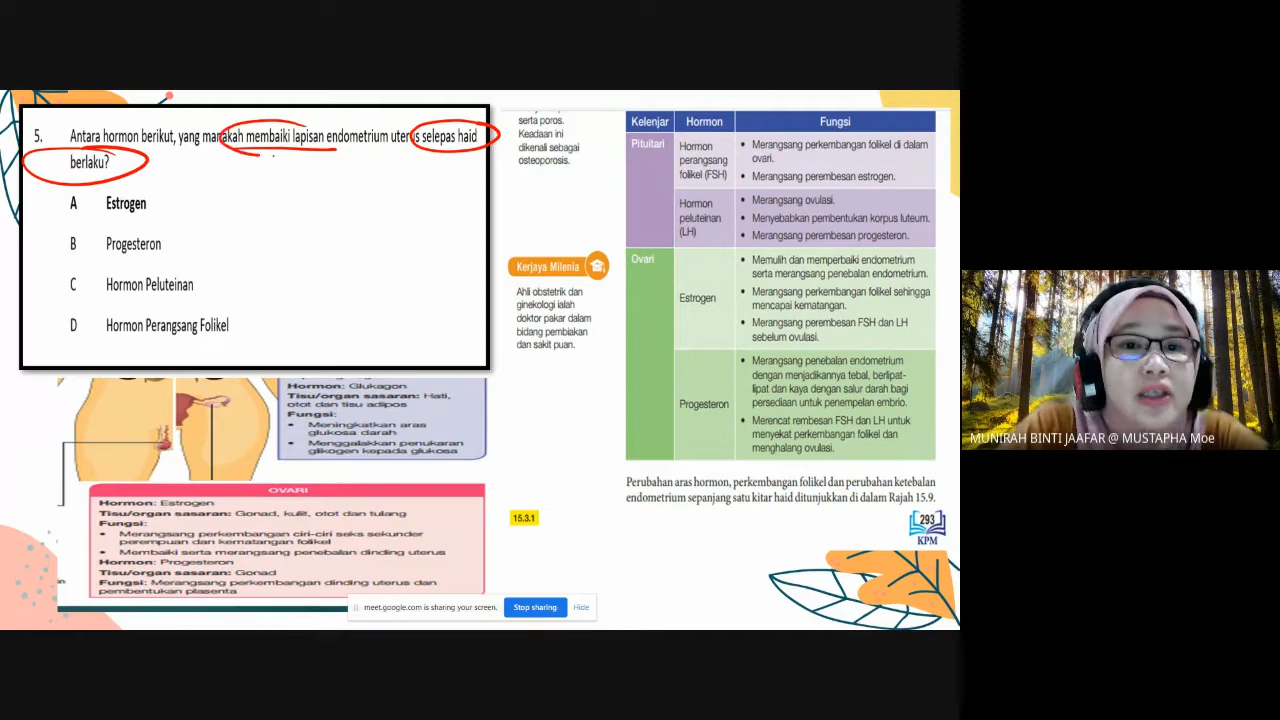 5. Antara hormon berikut, yang manakah membaiki lapisan endometrium uterus selepas haid
berlaku?
A Estrogen
B Progesteron
C Hormon Peluteinan
D Hormon Perangsang Folikel
serta poros.
Keadaan ini
dikenali sebagai
osteoporosis.
Kerjaya Milenia
Ahli obstetrik dan
ginekologi ialah
doktor pakar dalam
bidang pembiakan
dan sakit puan.
Kelenjar Hormon Fungsi
Pituitari
Hormon
perangsang
folikel (FSH)
• Merangsang perkembangan folikel di dalam
ovari.
• Merangsang perembesan estrogen.
Hormon
peluteinan
(LH)
• Merangsang ovulasi.
• Menyebabkan pembentukan korpus luteum.
• Merangsang perembesan progesteron.
Ovari
Estrogen
• Memulih dan memperbaiki endometrium
serta merangsang penebalan endometrium.
• Merangsang perkembangan folikel sehingga
mencapai kematangan.
• Merangsang perembesan FSH dan LH
sebelum ovulasi.
Progesteron
• Merangsang penebalan endometrium
dengan menjadikannya tebal, berlipat-
lipat dan kaya dengan salur darah bagi
persediaan untuk penempelan embrio.
• Merencat rembesan FSH dan LH untuk
menyekat perkembangan folikel dan
menghalang ovulasi.
Perubahan aras hormon, perkembangan folikel dan perubahan ketebalan
endometrium sepanjang satu kitar haid ditunjukkan di dalam Rajah 15.9.
15.3.1
293
KPM
Hormon: Glukagon
Tisu/organ sasaran: Hati,
otot dan tisu adipos
Fungsi:
• Meningkatkan aras
glukosa darah
• Menggalakkan penukaran
glikogen kepada glukosa
OVARI
Hormon: Estrogen
Tisu/organ sasaran: Gonad, kulit, otot dan tulang
Fungsi:
• Merangsang perkembangan ciri-ciri seks sekunder
perempuan dan kematangan folikel
• Membaiki serta merangsang penebalan dinding uterus
Hormon: Progesteron
Tisu/organ sasaran: Gonad
Fungsi: Merangsang perkembangan dinding uterus dan
pembentukan plasenta
meet.google.com is sharing your screen. Stop sharing Hide
MUNIRAH BINTI JAAFAR @ MUSTAPHA Moe